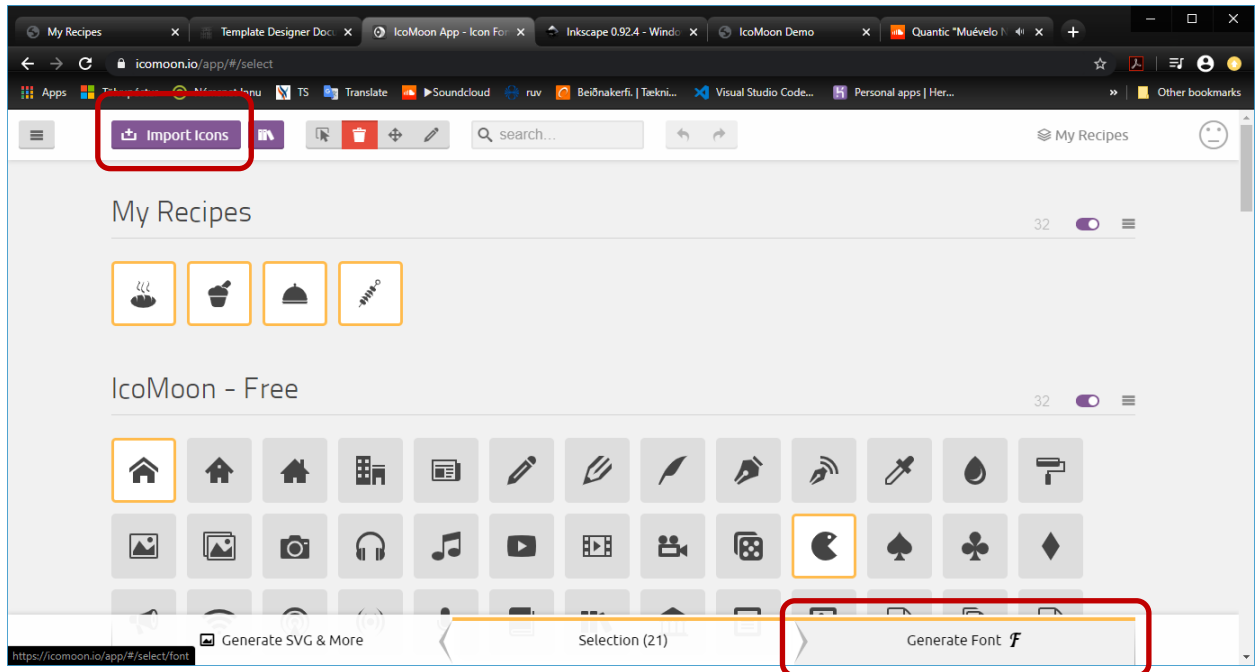 My Recipes
Template Designer Docu
IcoMoon App - Icon For
Inkscape 0.92.4 - Windo
IcoMoon Demo
Quantic "Muévelo N
icomoon.io/app/#/select
Apps
TS
Translate
▶Soundcloud
ruv
Beiðnakerfi. | Tækni...
Visual Studio Code...
Personal apps | Her...
»
Other bookmarks
Import Icons
search...
My Recipes
My Recipes
32
IcoMoon - Free
32
Generate SVG & More
Selection (21)
Generate Font
https://icomoon.io/app/#/select/font